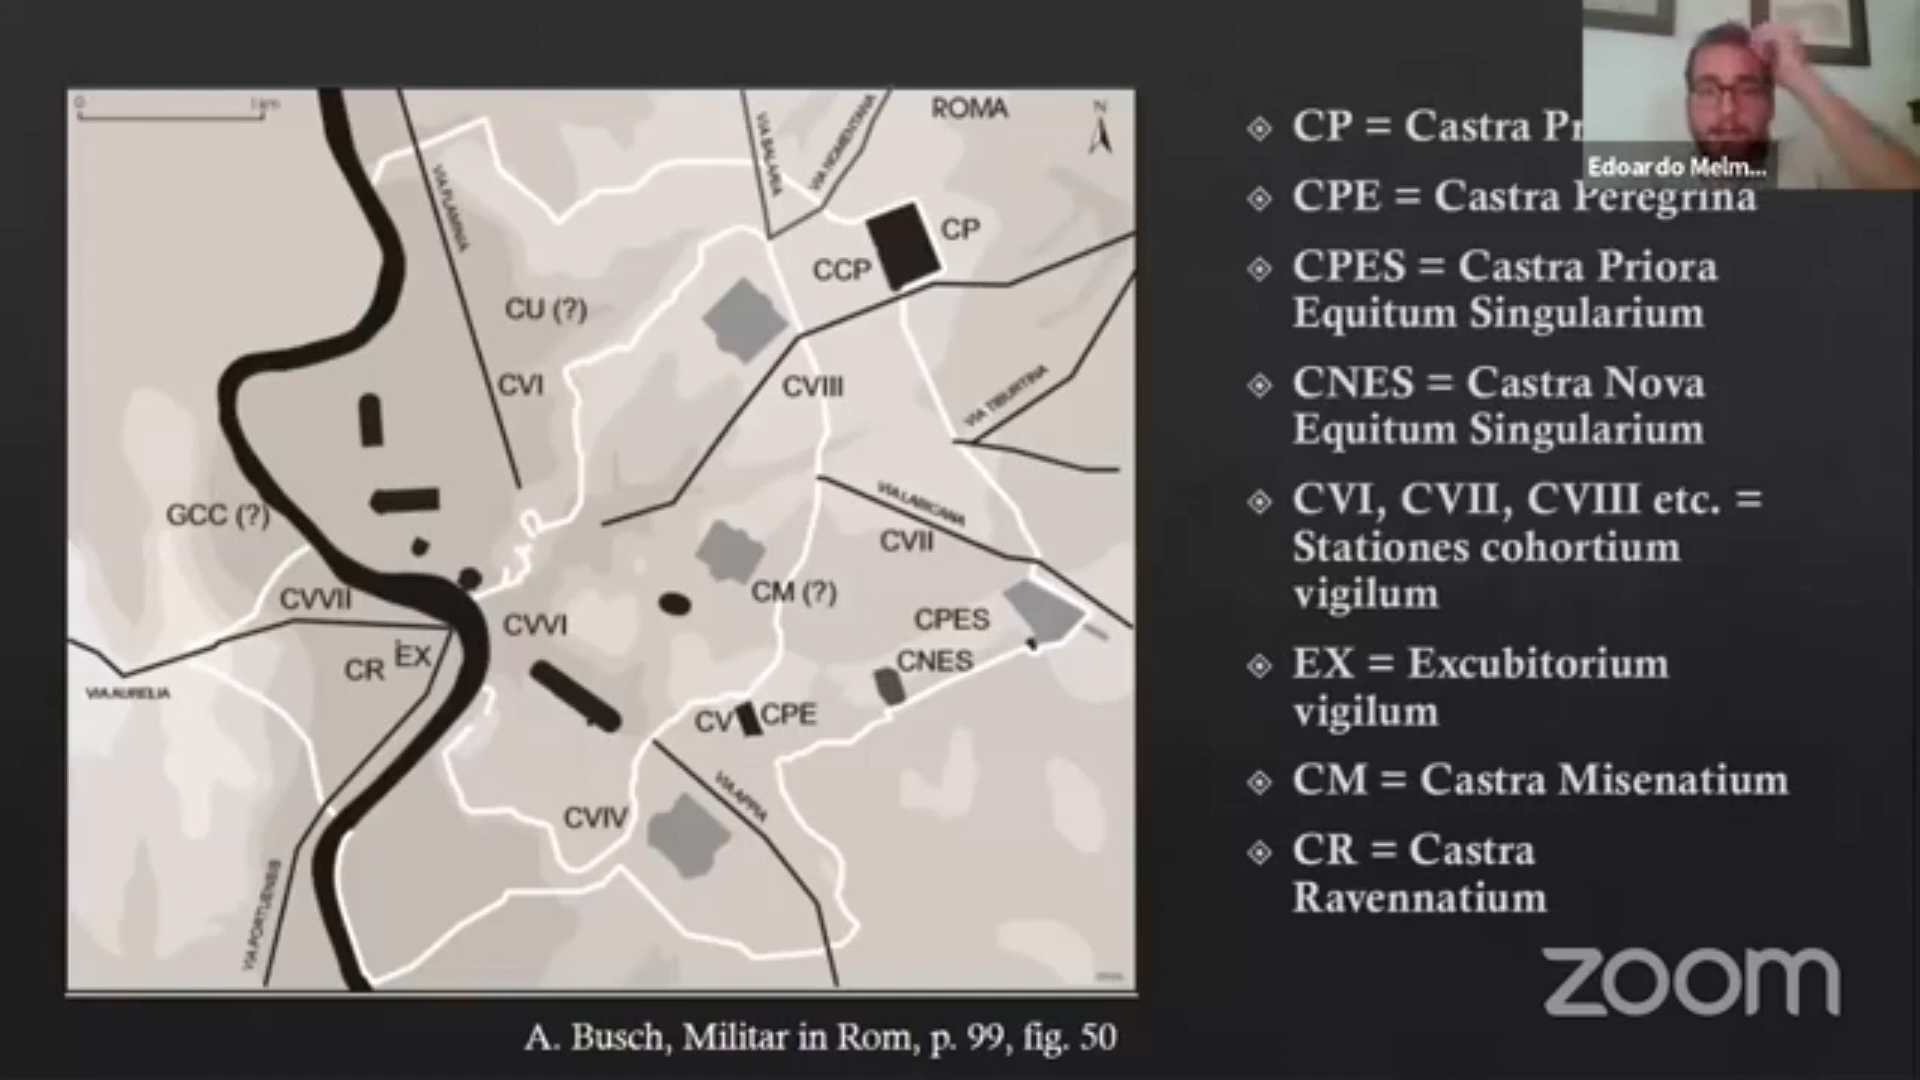 0 1 km
ROMA
N
VIA FLAMINIA
VIA SALARIA
VIA NOMENTANA
CP
CCP
CU (?)
CVI
CVIII
VIA TIBURTINA
GCC (?)
VIA LABICANA
CVII
CVVII
CVVI
CM (?)
CPES
CR
EX
CNES
VIA AURELIA
CV
CPE
VIA APPIA
CVIV
VIA PORTUENSIS
CP = Castra Pr
Edoardo Melm...
CPE = Castra Peregrina
CPES = Castra Priora
Equitum Singularium
CNES = Castra Nova
Equitum Singularium
CVI, CVII, CVIII etc. =
Stationes cohortium
vigilum
EX = Excubitorium
vigilum
CM = Castra Misenatium
CR = Castra
Ravennatium
zoom
A. Busch, Militar in Rom, p. 99, fig. 50